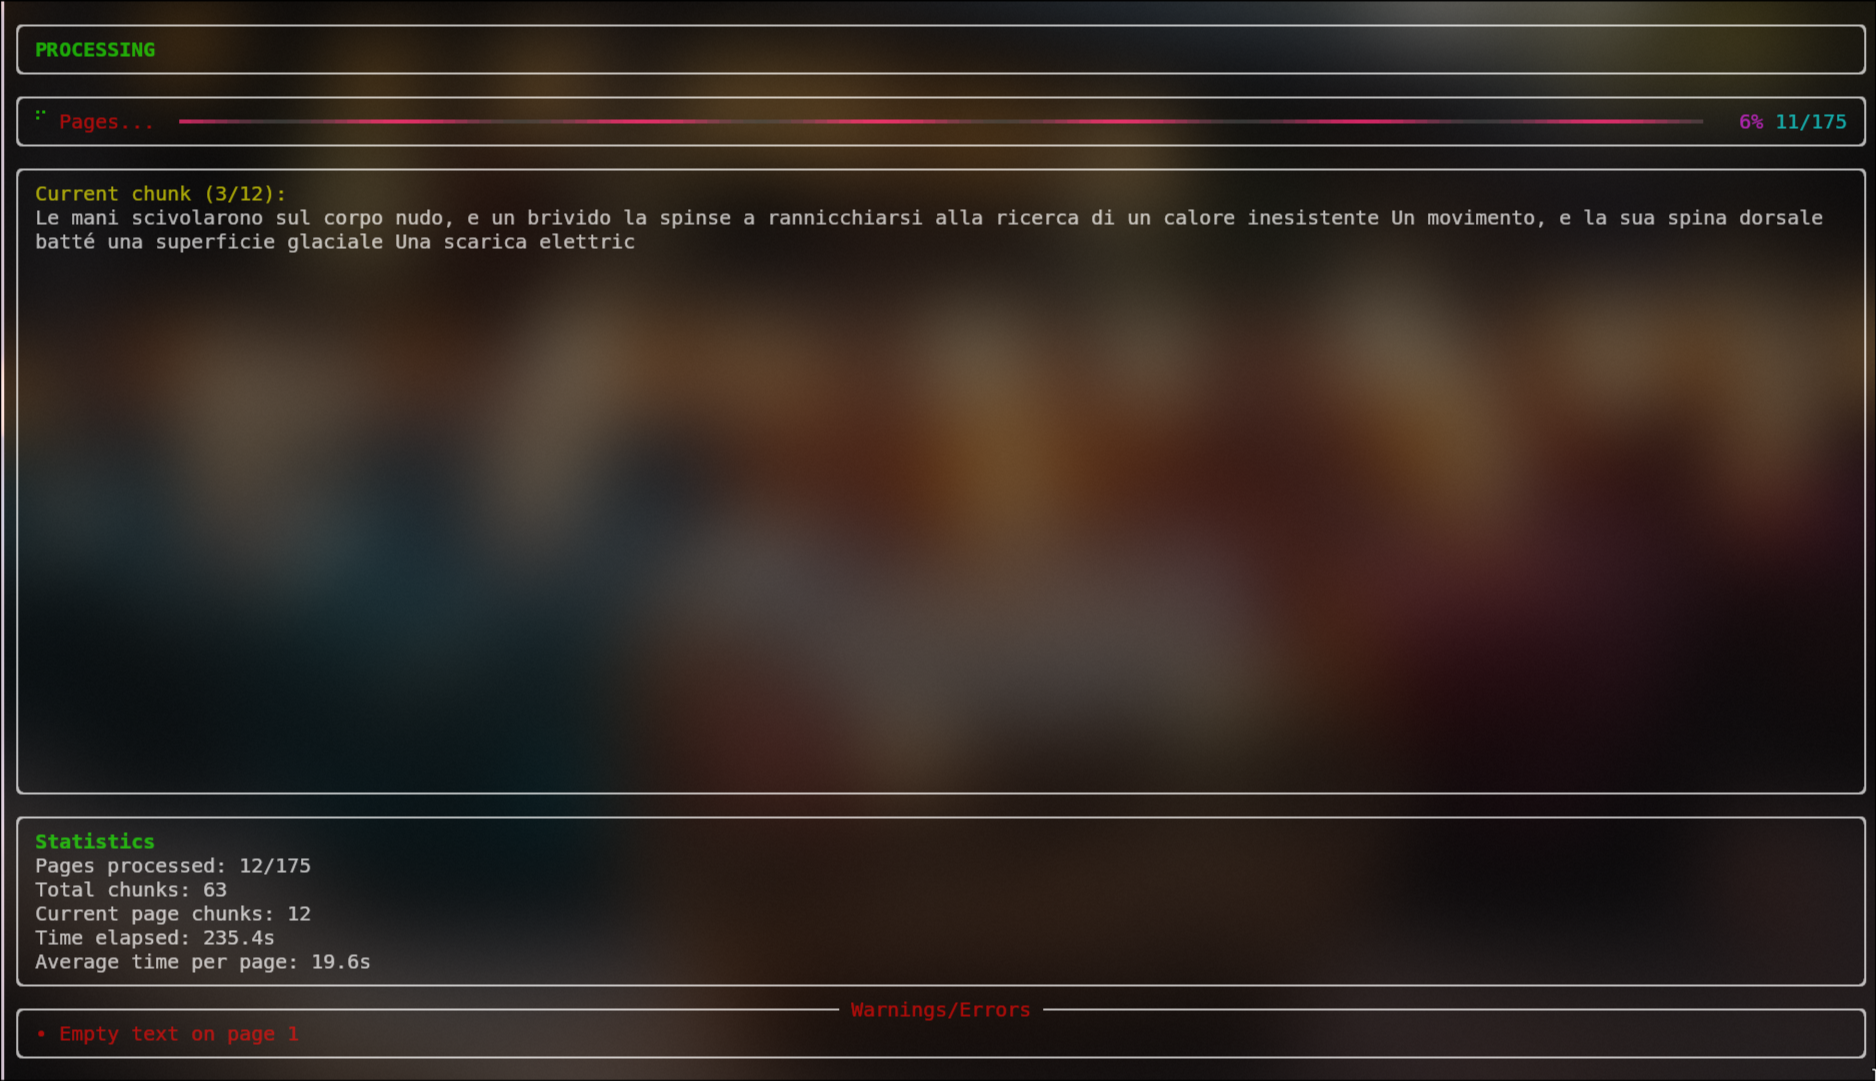 PROCESSING
Pages... 6% 11/175
Current chunk (3/12):
Le mani scivolarono sul corpo nudo, e un brivido la spinse a rannicchiarsi alla ricerca di un calore inesistente Un movimento, e la sua spina dorsale
batté una superficie glaciale Una scarica elettric
Statistics
Pages processed: 12/175
Total chunks: 63
Current page chunks: 12
Time elapsed: 235.4s
Average time per page: 19.6s
Warnings/Errors
• Empty text on page 1